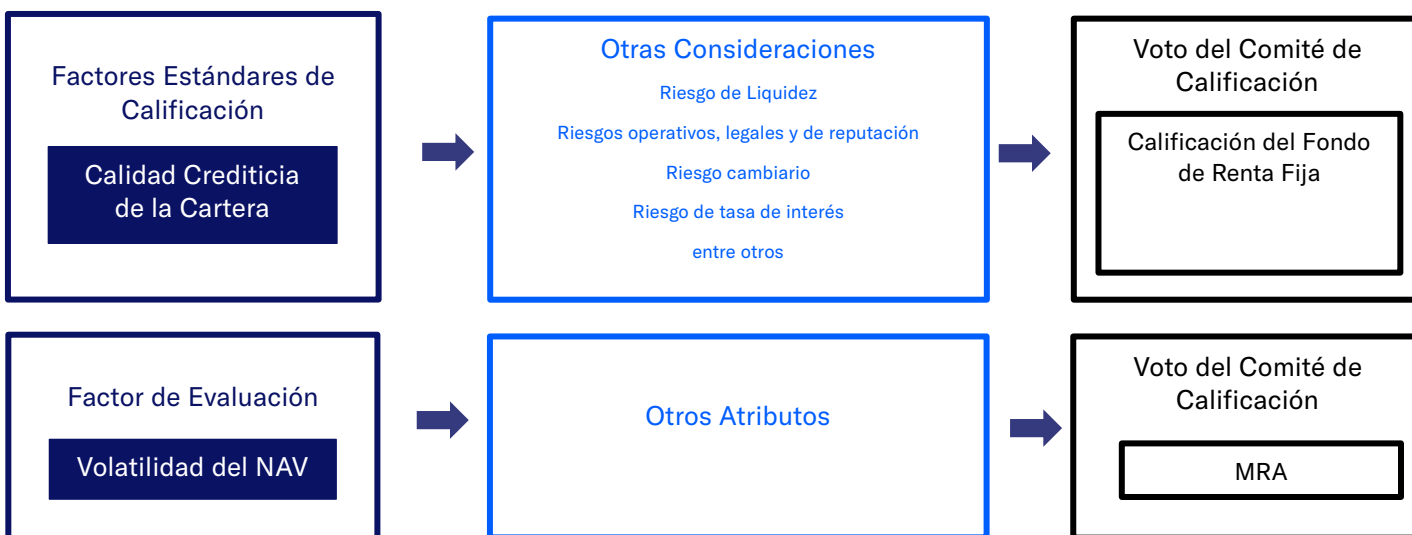 Factores Estándares de
Calificación
Calidad Crediticia
de la Cartera
Otras Consideraciones
Riesgo de Liquidez
Riesgos operativos, legales y de reputación
Riesgo cambiario
Riesgo de tasa de interés
entre otros
Voto del Comité de
Calificación
Calificación del Fondo
de Renta Fija
Factor de Evaluación
Volatilidad del NAV
Otros Atributos
Voto del Comité de
Calificación
MRA